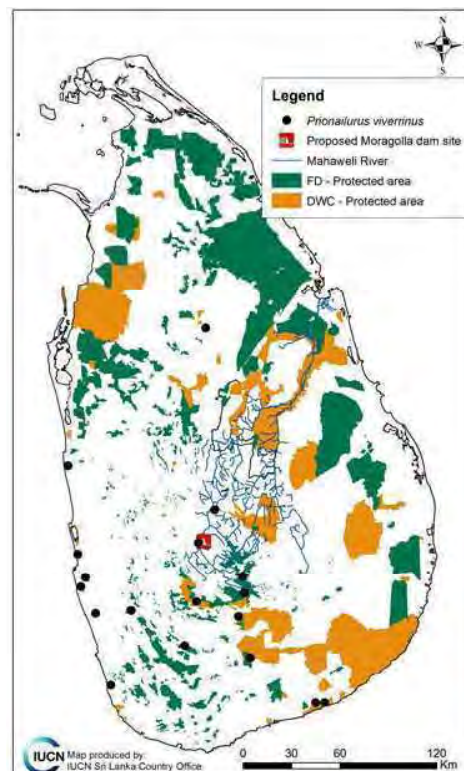 N
W E
S
Legend
Prionailurus viverrinus
Proposed Moragolla dam site
Mahaweli River
FD - Protected area
DWC - Protected area
IUCN
Map produced by:
IUCN Sri Lanka Country Office
0 30 60 120
Km